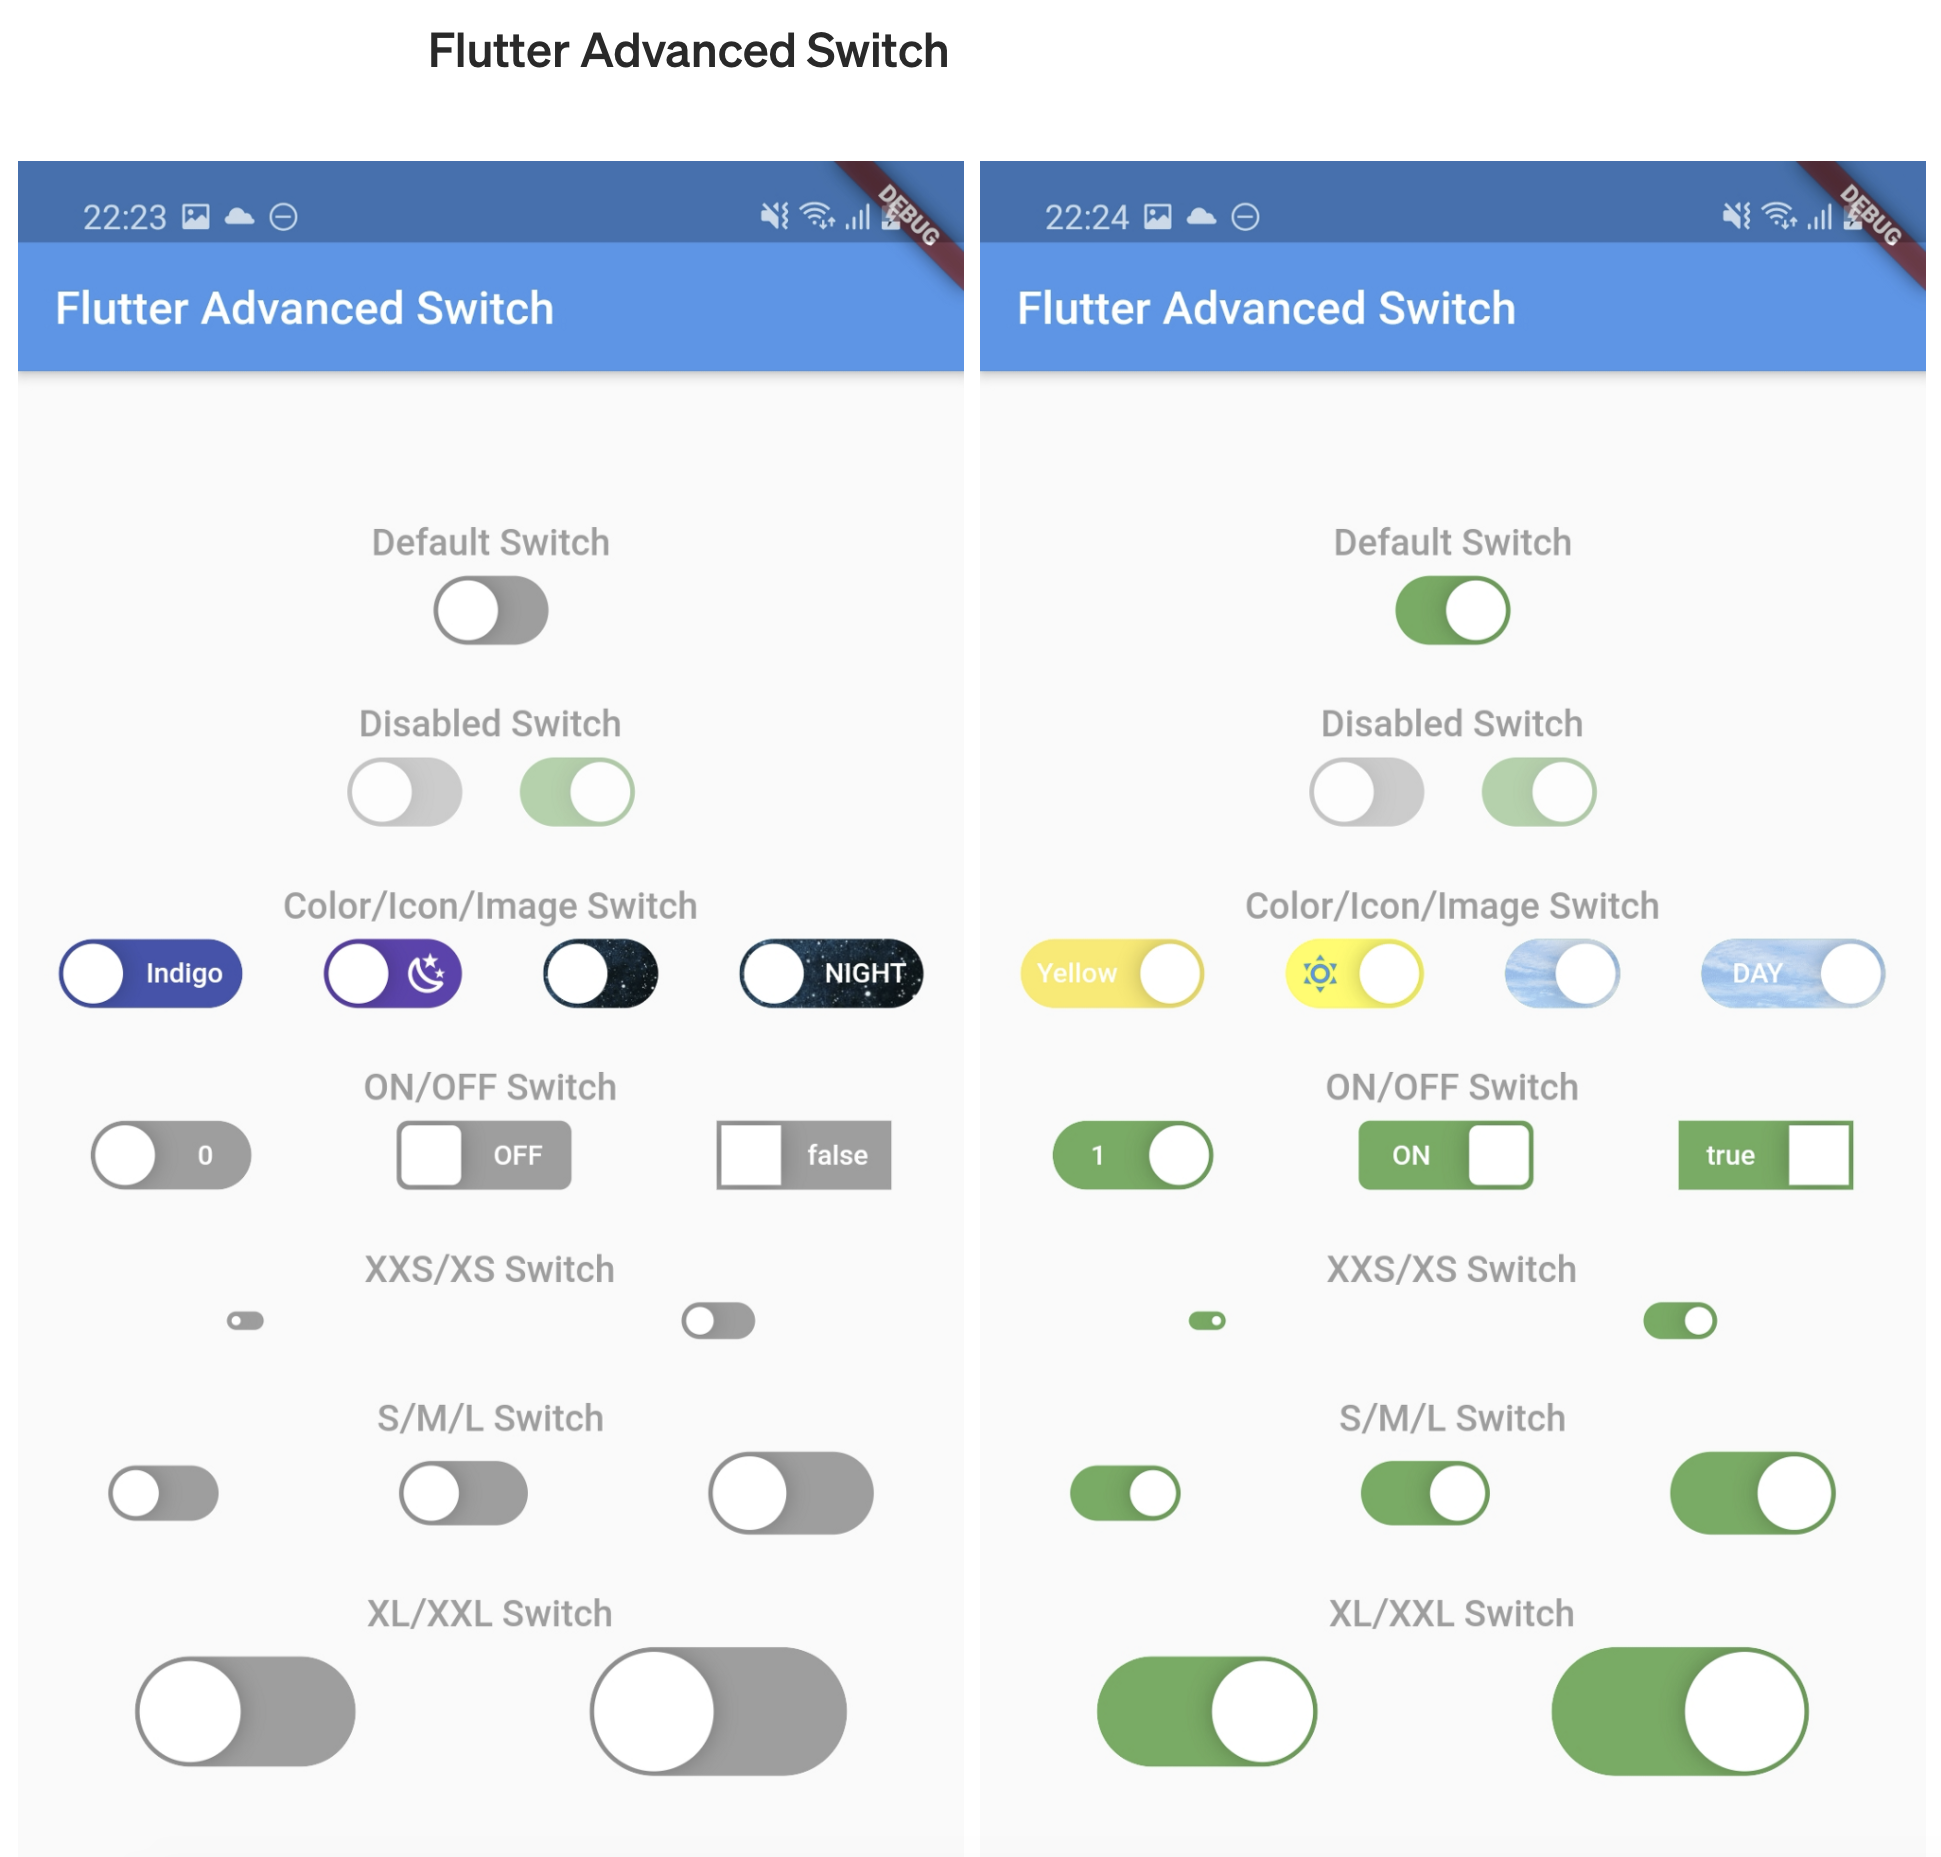 Flutter Advanced Switch
22:23
DEBUG
Flutter Advanced Switch
Default Switch
Disabled Switch
Color/Icon/Image Switch
Indigo
NIGHT
ON/OFF Switch
0
OFF
false
XXS/XS Switch
S/M/L Switch
XL/XXL Switch
22:24
DEBUG
Flutter Advanced Switch
Default Switch
Disabled Switch
Color/Icon/Image Switch
Yellow
DAY
ON/OFF Switch
1
ON
true
XXS/XS Switch
S/M/L Switch
XL/XXL Switch